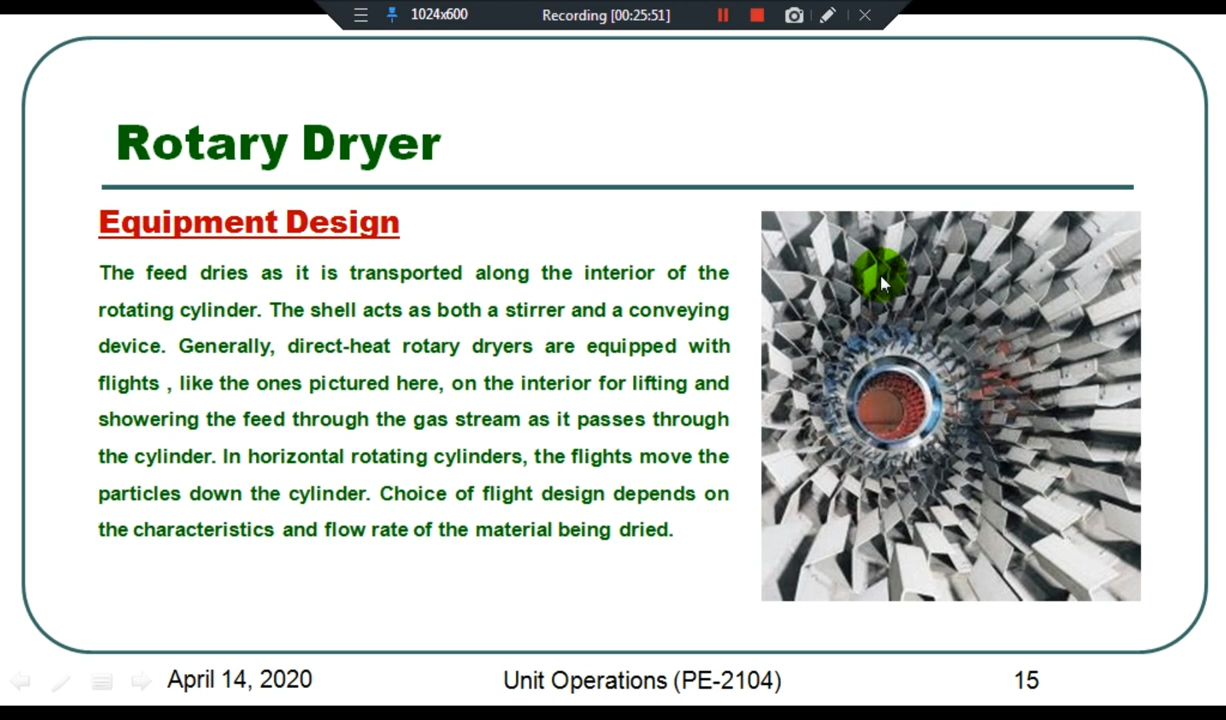 1024x600
Recording [00:25:51]
Rotary Dryer
Equipment Design
The feed dries as it is transported along the interior of the
rotating cylinder. The shell acts as both a stirrer and a conveying
device. Generally, direct-heat rotary dryers are equipped with
flights , like the ones pictured here, on the interior for lifting and
showering the feed through the gas stream as it passes through
the cylinder. In horizontal rotating cylinders, the flights move the
particles down the cylinder. Choice of flight design depends on
the characteristics and flow rate of the material being dried.
April 14, 2020
Unit Operations (PE-2104)
15